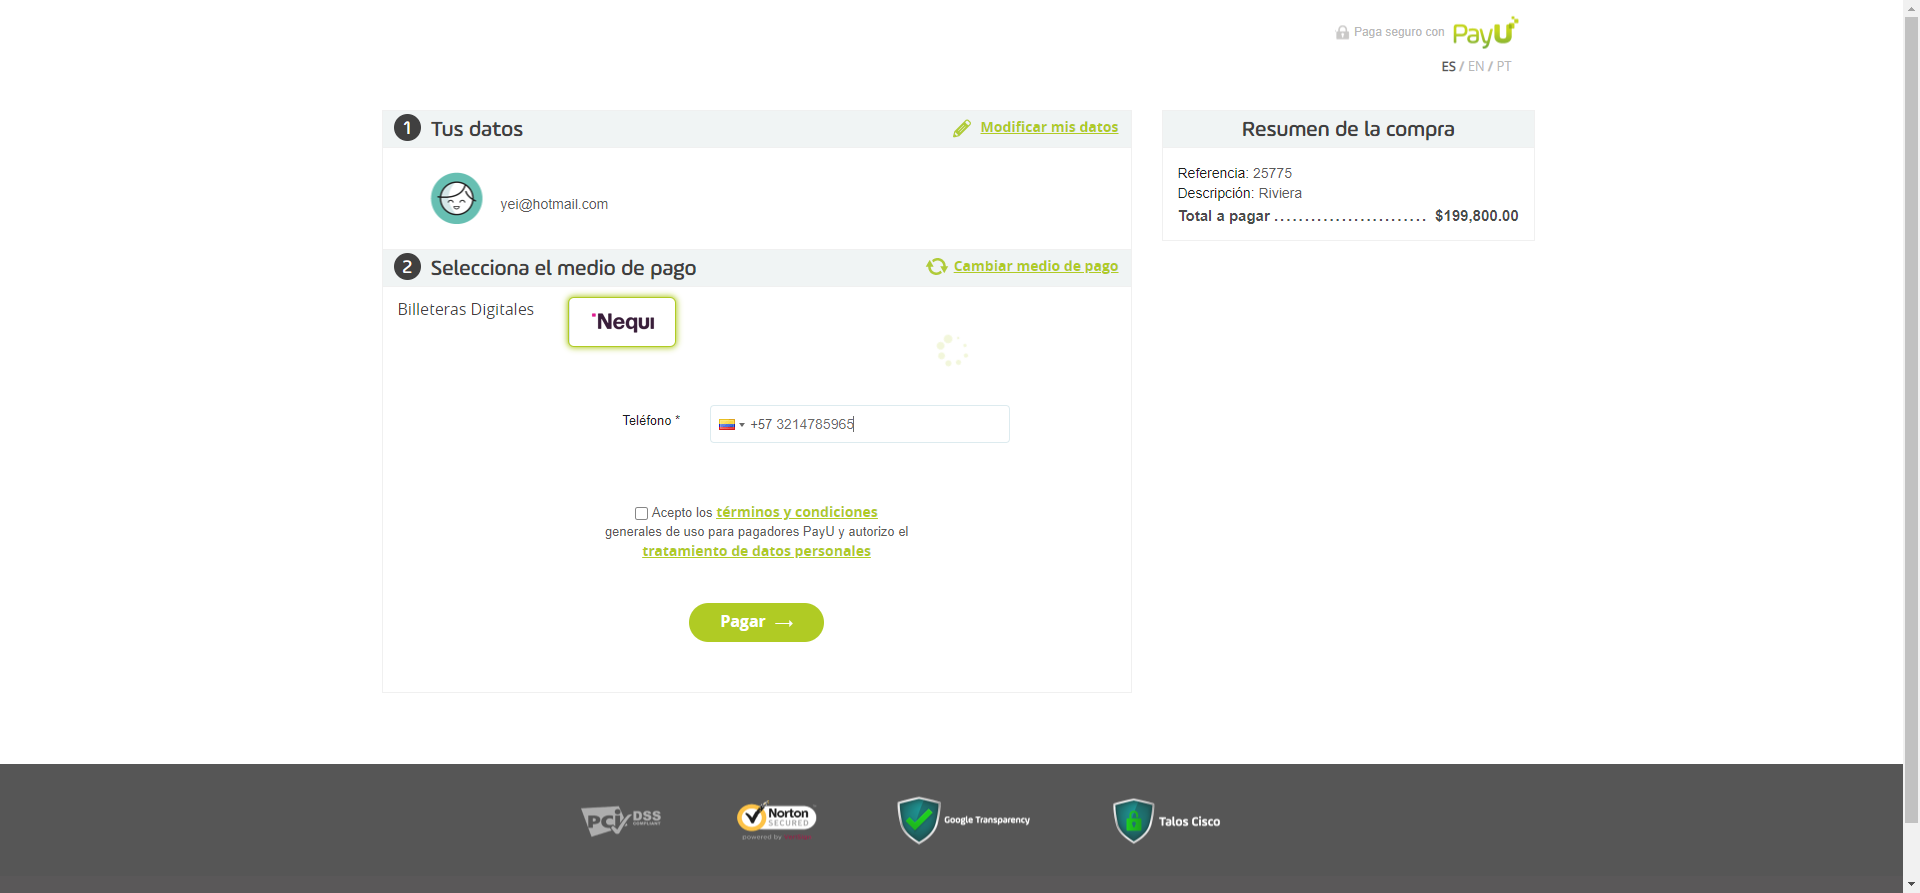 Paga seguro con PayU
ES / EN / PT
1 Tus datos
Modificar mis datos
yei@hotmail.com
2 Selecciona el medio de pago
Cambiar medio de pago
Billeteras Digitales
Nequi
Teléfono *
+57 3214785965
Acepto los términos y condiciones
generales de uso para pagadores PayU y autorizo el
tratamiento de datos personales
Pagar →
Resumen de la compra
Referencia: 25775
Descripción: Riviera
Total a pagar ......................... $199,800.00
PCI DSS
COMPLIANT
Norton
SECURED
powered by
Google Transparency
Talos Cisco